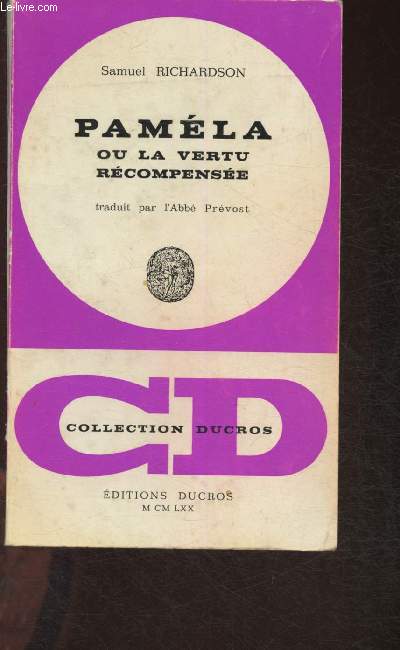 le-livre.com
Samuel RICHARDSON
PAMÉLA
OU LA VERTU
RÉCOMPENSÉE
traduit par l'Abbé Prévost
CD
COLLECTION DUCROS
ÉDITIONS DUCROS
M CM LXX